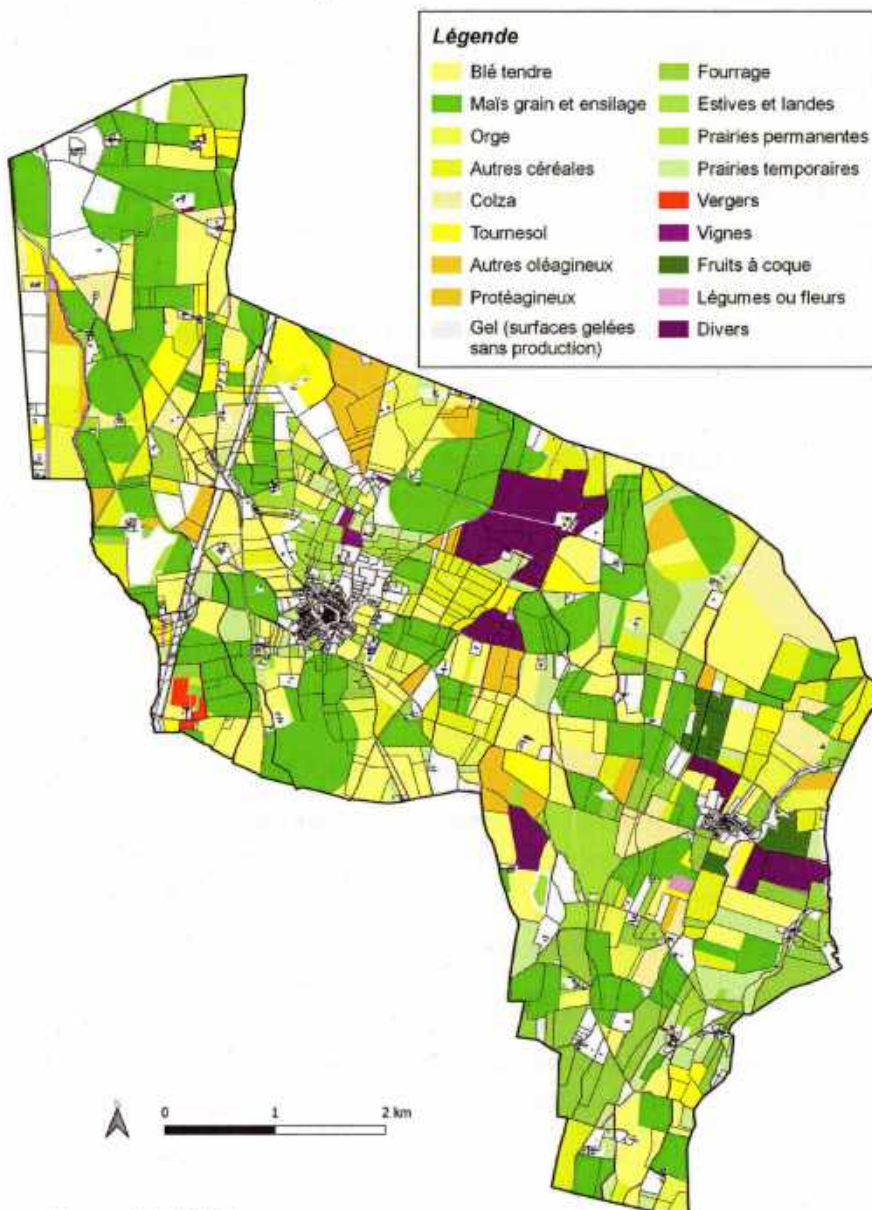 Légende
Blé tendre
Maïs grain et ensilage
Orge
Autres céréales
Colza
Tournesol
Autres oléagineux
Protéagineux
Gel (surfaces gelées
sans production)
Fourrage
Estives et landes
Prairies permanentes
Prairies temporaires
Vergers
Vignes
Fruits à coque
Légumes ou fleurs
Divers
0 1 2 km